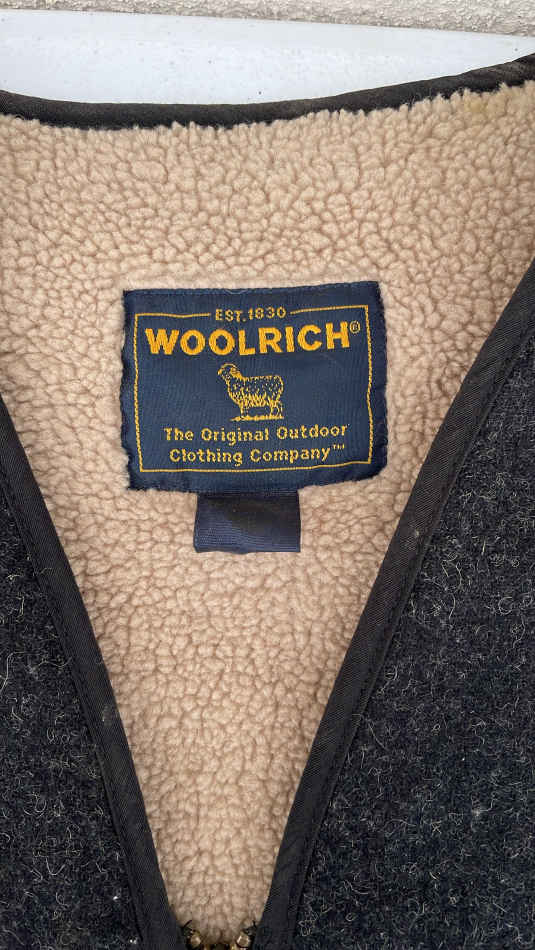 EST.1830
WOOLRICH®
The Original Outdoor
Clothing Company™